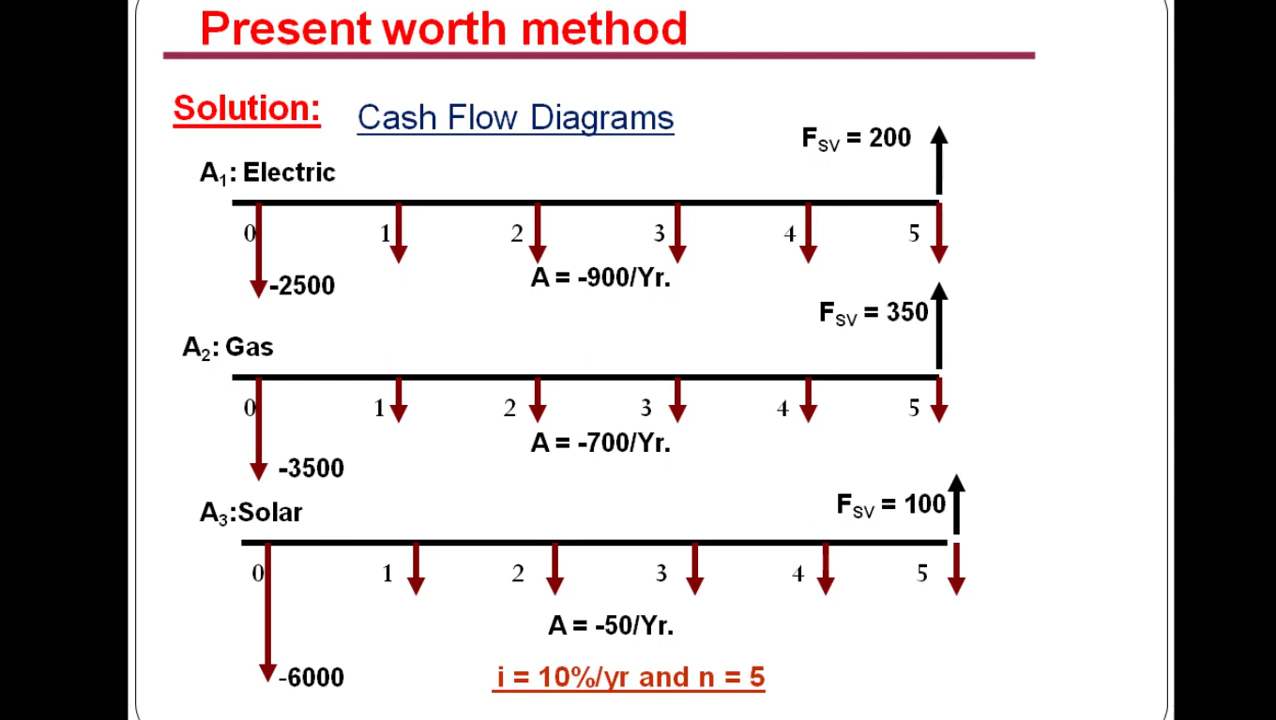 Present worth method
Solution: Cash Flow Diagrams
F_SV = 200
A_1: Electric
0 1 2 3 4 5
A = -900/Yr.
-2500
F_SV = 350
A_2: Gas
0 1 2 3 4 5
A = -700/Yr.
-3500
F_SV = 100
A_3:Solar
0 1 2 3 4 5
A = -50/Yr.
-6000
i = 10%/yr and n = 5